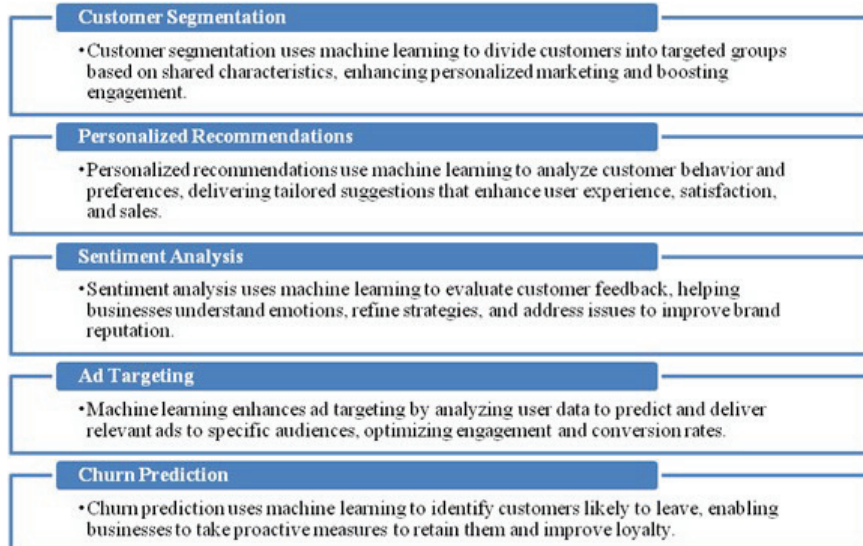 Customer Segmentation
•Customer segmentation uses machine learning to divide customers into targeted groups
based on shared characteristics, enhancing personalized marketing and boosting
engagement.
Personalized Recommendations
•Personalized recommendations use machine learning to analyze customer behavior and
preferences, delivering tailored suggestions that enhance user experience, satisfaction,
and sales.
Sentiment Analysis
•Sentiment analysis uses machine learning to evaluate customer feedback, helping
businesses understand emotions, refine strategies, and address issues to improve brand
reputation.
Ad Targeting
•Machine learning enhances ad targeting by analyzing user data to predict and deliver
relevant ads to specific audiences, optimizing engagement and conversion rates.
Churn Prediction
•Churn prediction uses machine learning to identify customers likely to leave, enabling
businesses to take proactive measures to retain them and improve loyalty.